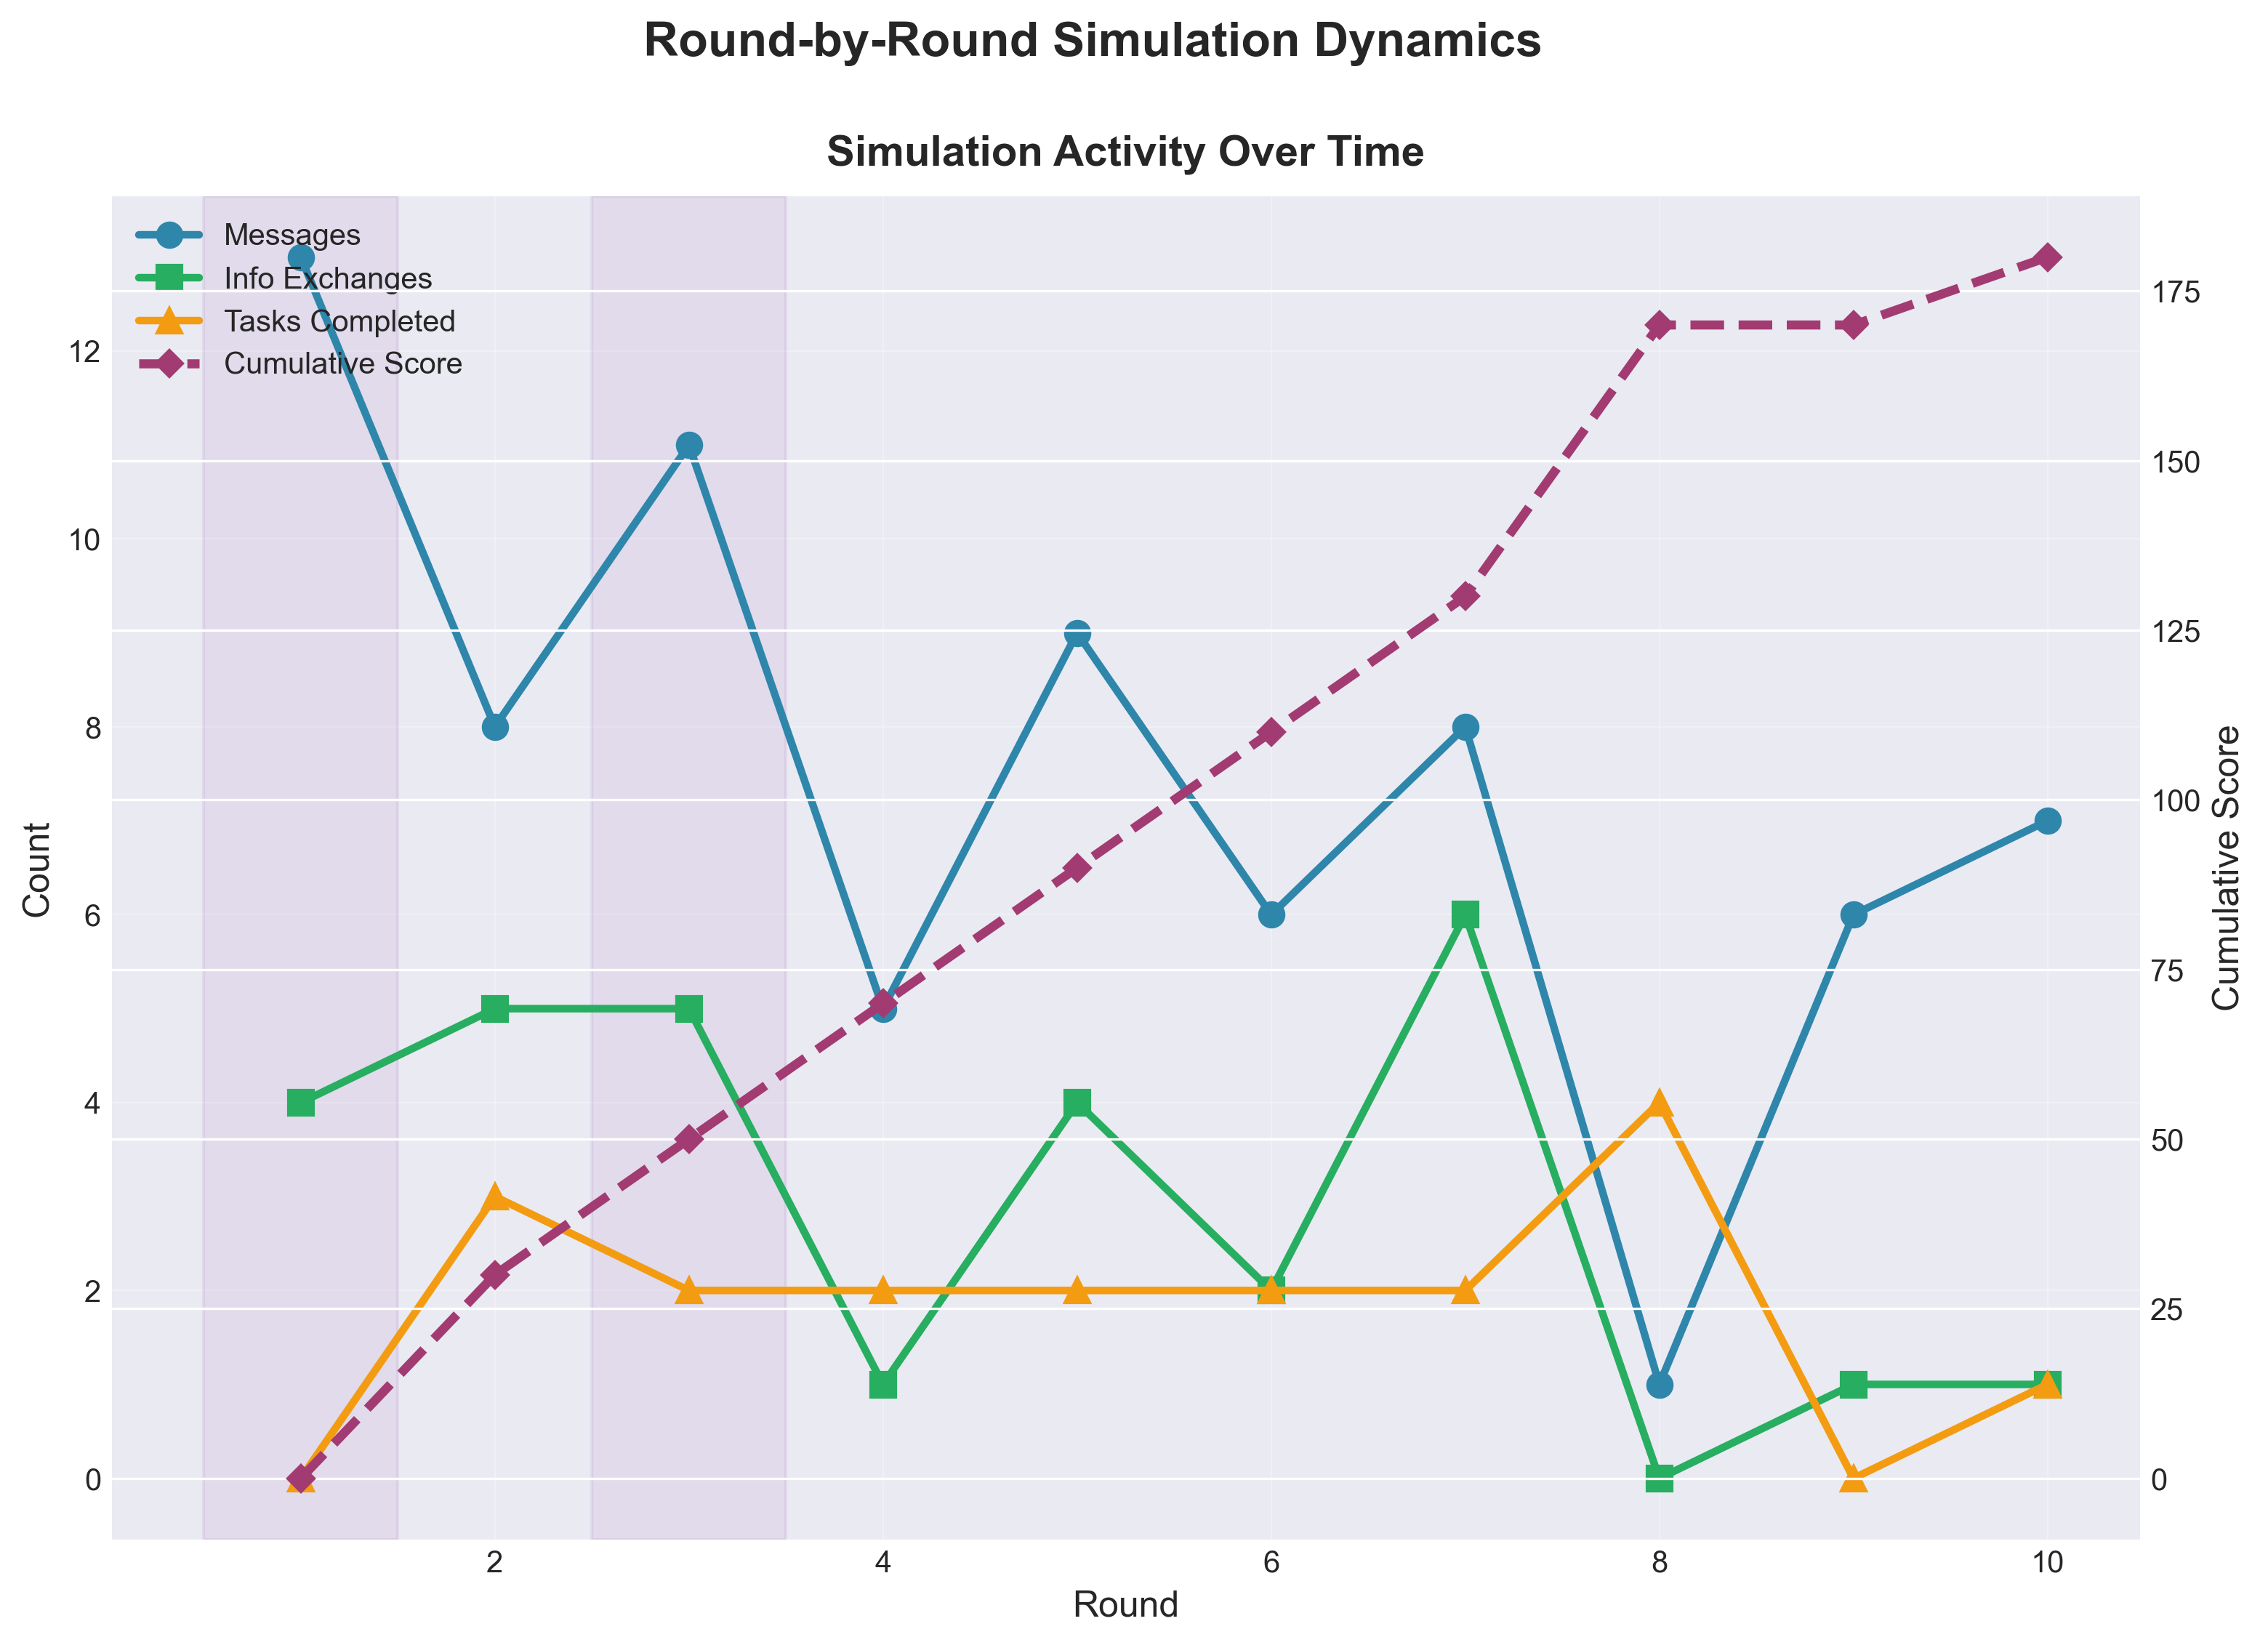 Round-by-Round Simulation Dynamics
Simulation Activity Over Time
Messages
Info Exchanges
Tasks Completed
Cumulative Score
Count
12
10
8
6
4
2
0
175
150
125
100
75
50
25
0
Cumulative Score
2
4
6
8
10
Round